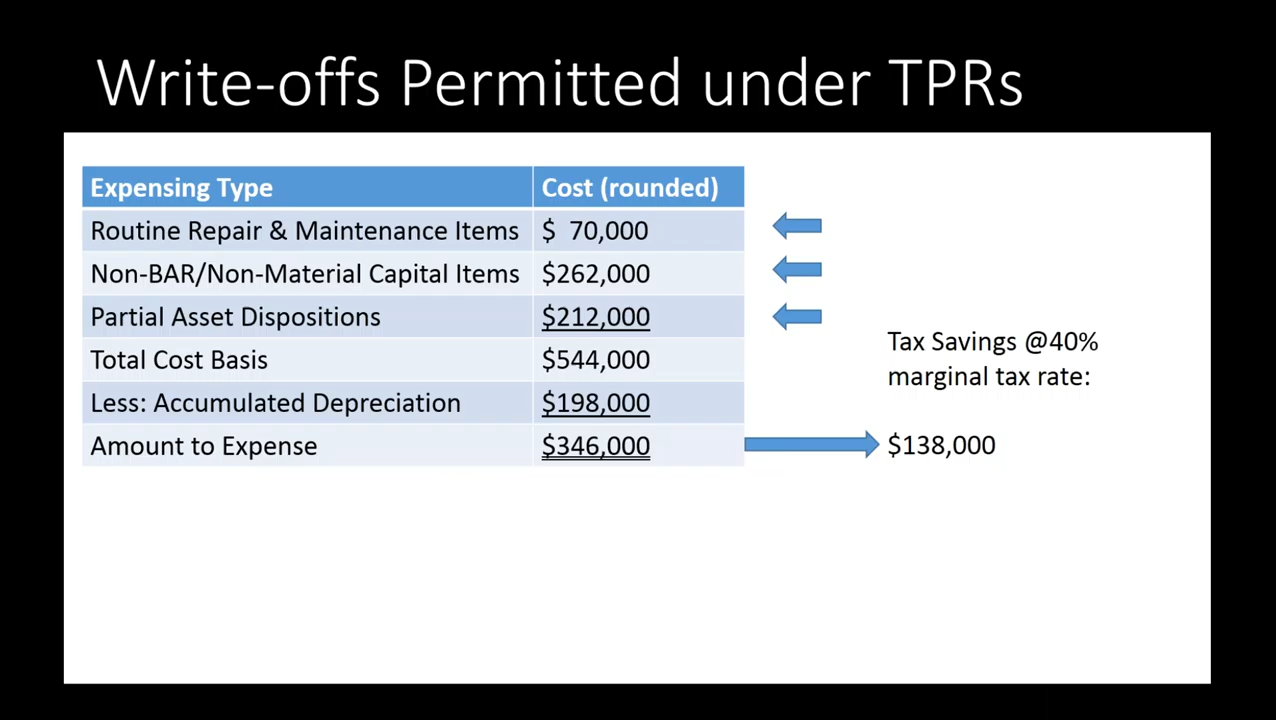 Write-offs Permitted under TPRs
Expensing Type Cost (rounded)
Routine Repair & Maintenance Items $ 70,000
Non-BAR/Non-Material Capital Items $262,000
Partial Asset Dispositions $212,000
Total Cost Basis $544,000
Less: Accumulated Depreciation $198,000
Amount to Expense $346,000
Tax Savings @40%
marginal tax rate:
$138,000